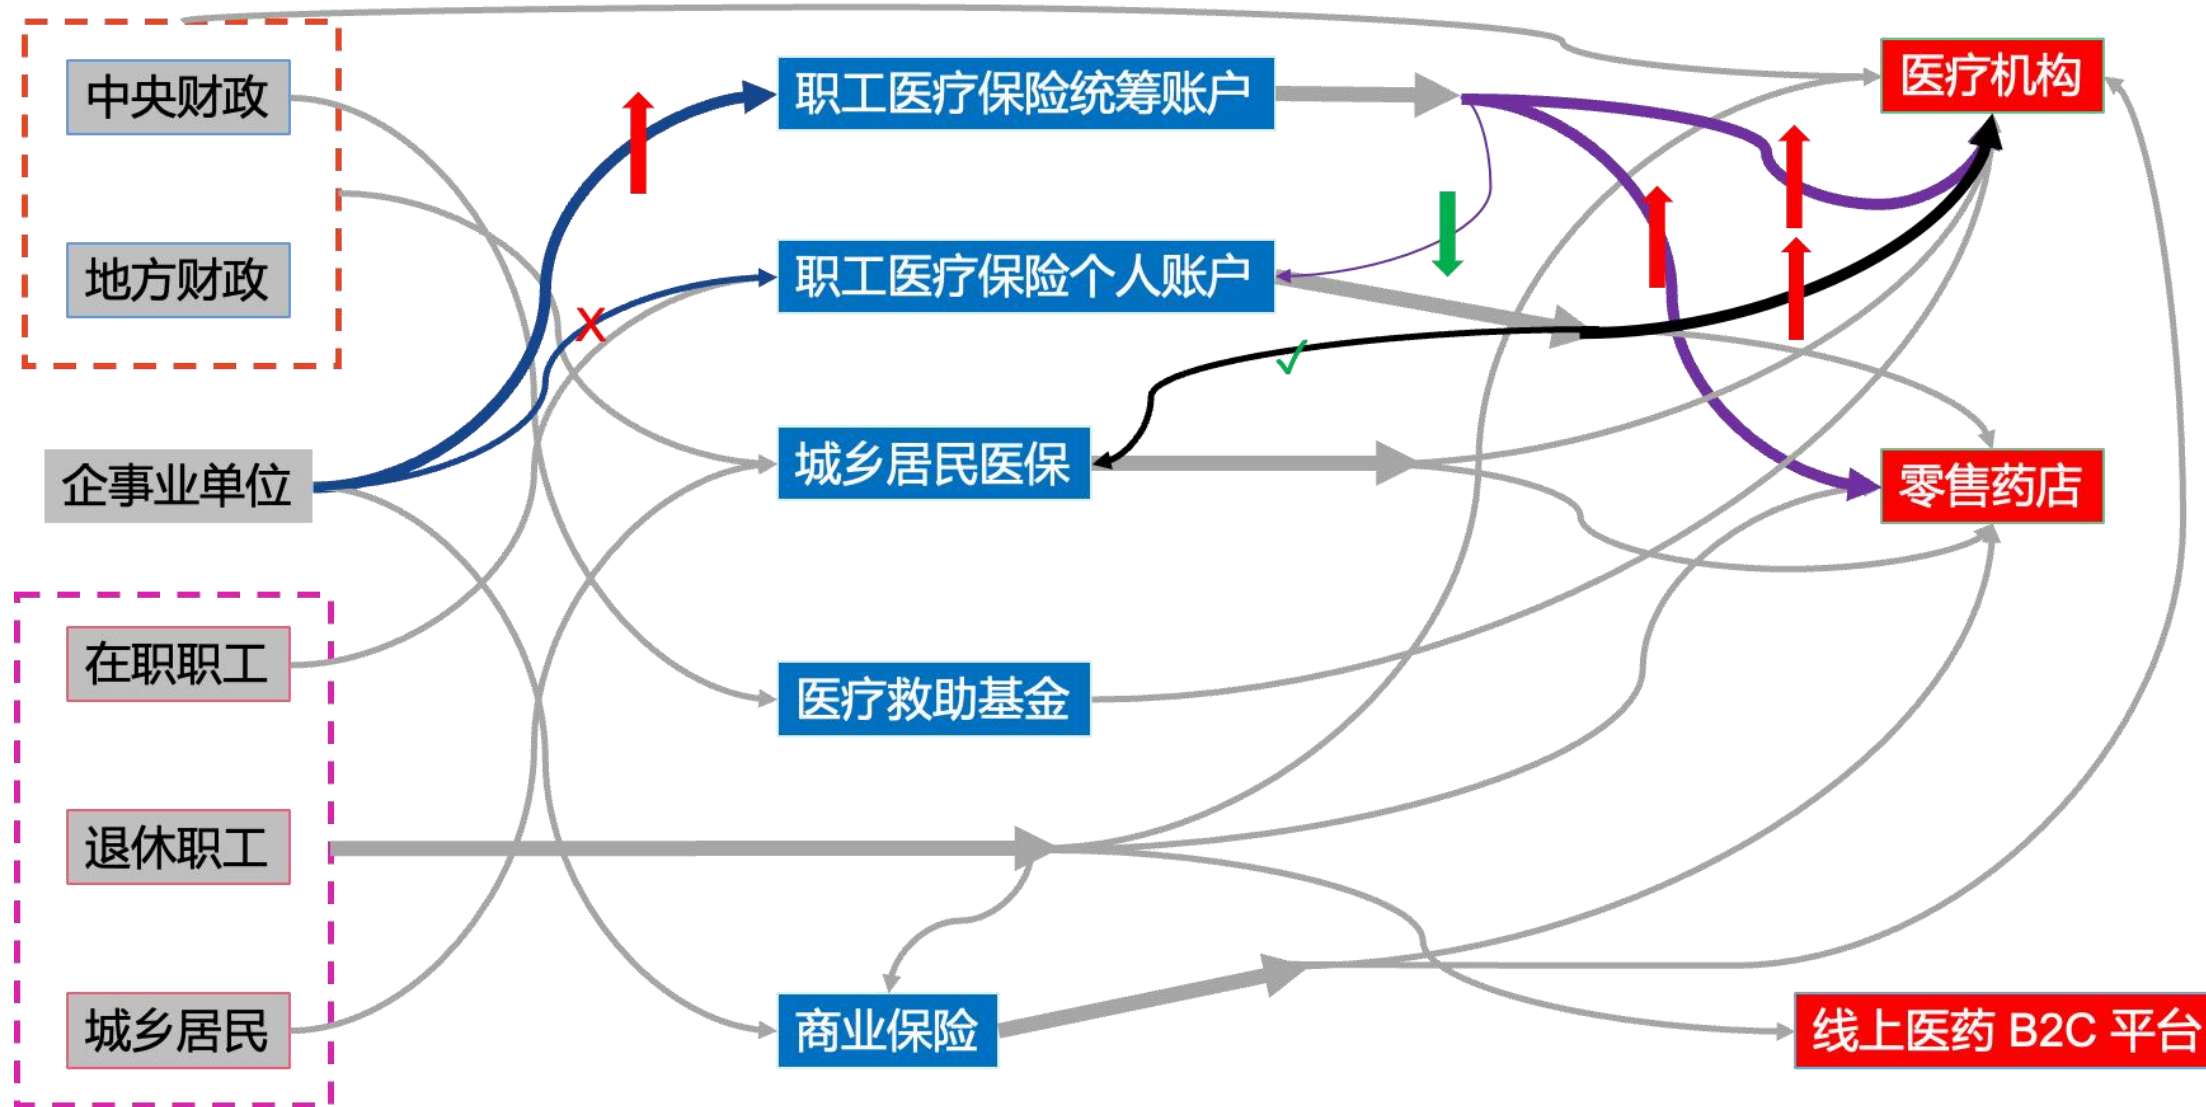 中央财政
地方财政
企事业单位
在职职工
退休职工
城乡居民
职工医疗保险统筹账户
职工医疗保险个人账户
城乡居民医保
医疗救助基金
商业保险
医疗机构
零售药店
线上医药 B2C 平台
X
✓